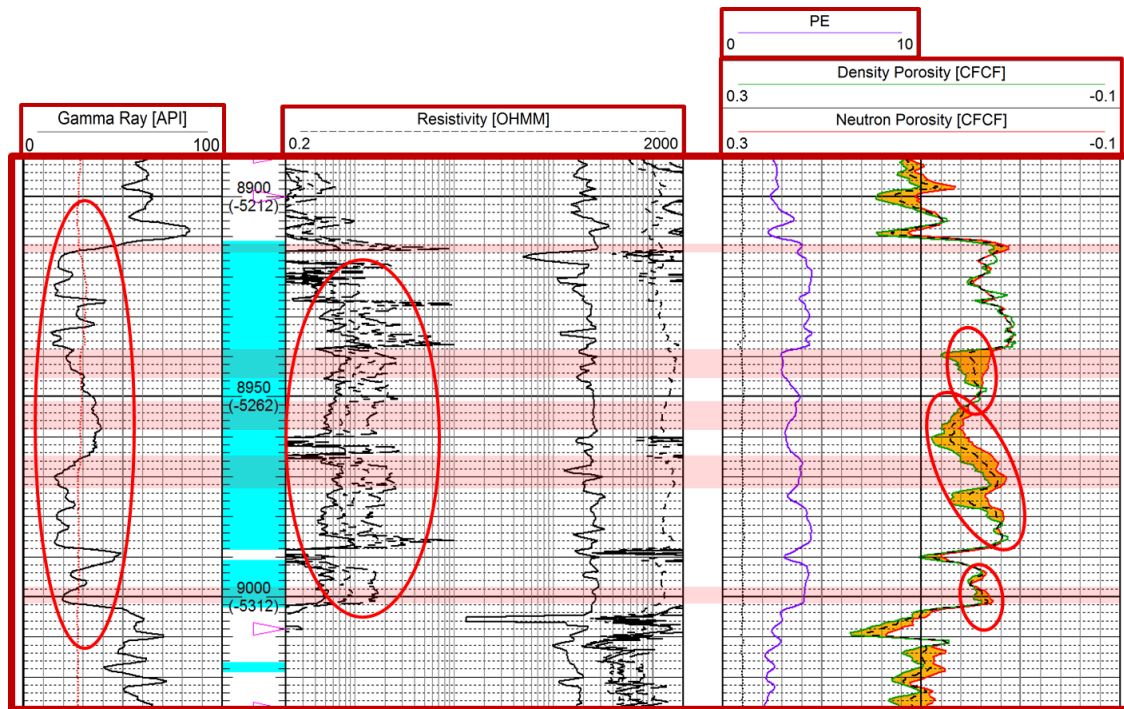 PE
0 10
Density Porosity [CFCF]
0.3 -0.1
Gamma Ray [API]
0 100
Resistivity [OHMM]
0.2 2000
Neutron Porosity [CFCF]
0.3 -0.1
8900
(-5212)
8950
(-5262)
9000
(-5312)